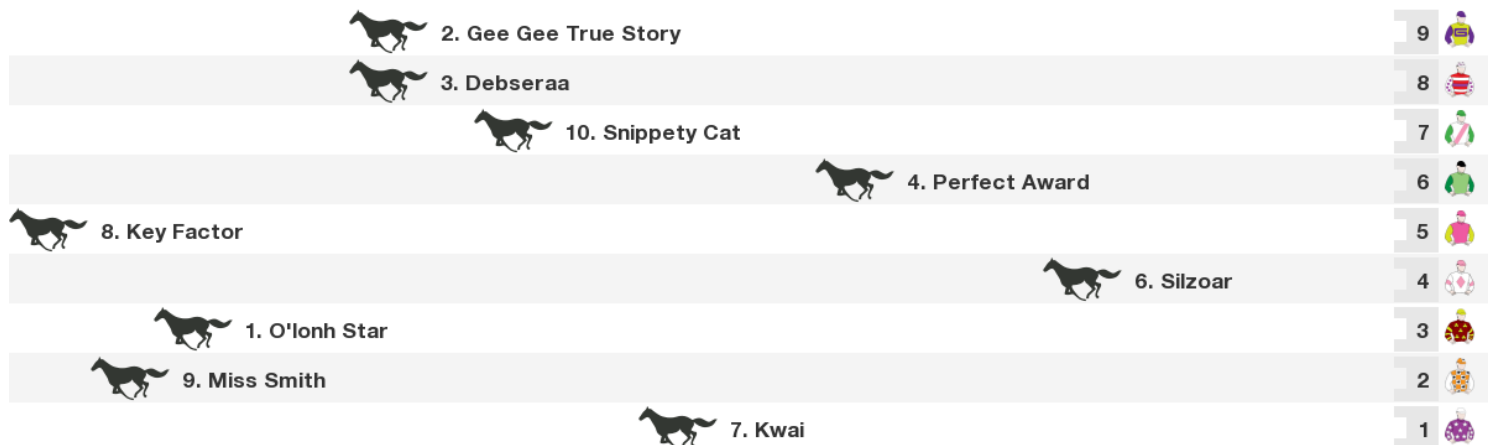 2. Gee Gee True Story 9
3. Debseraa 8
10. Snippety Cat 7
4. Perfect Award 6
8. Key Factor 5
6. Silzoar 4
1. O'lonh Star 3
9. Miss Smith 2
7. Kwai 1